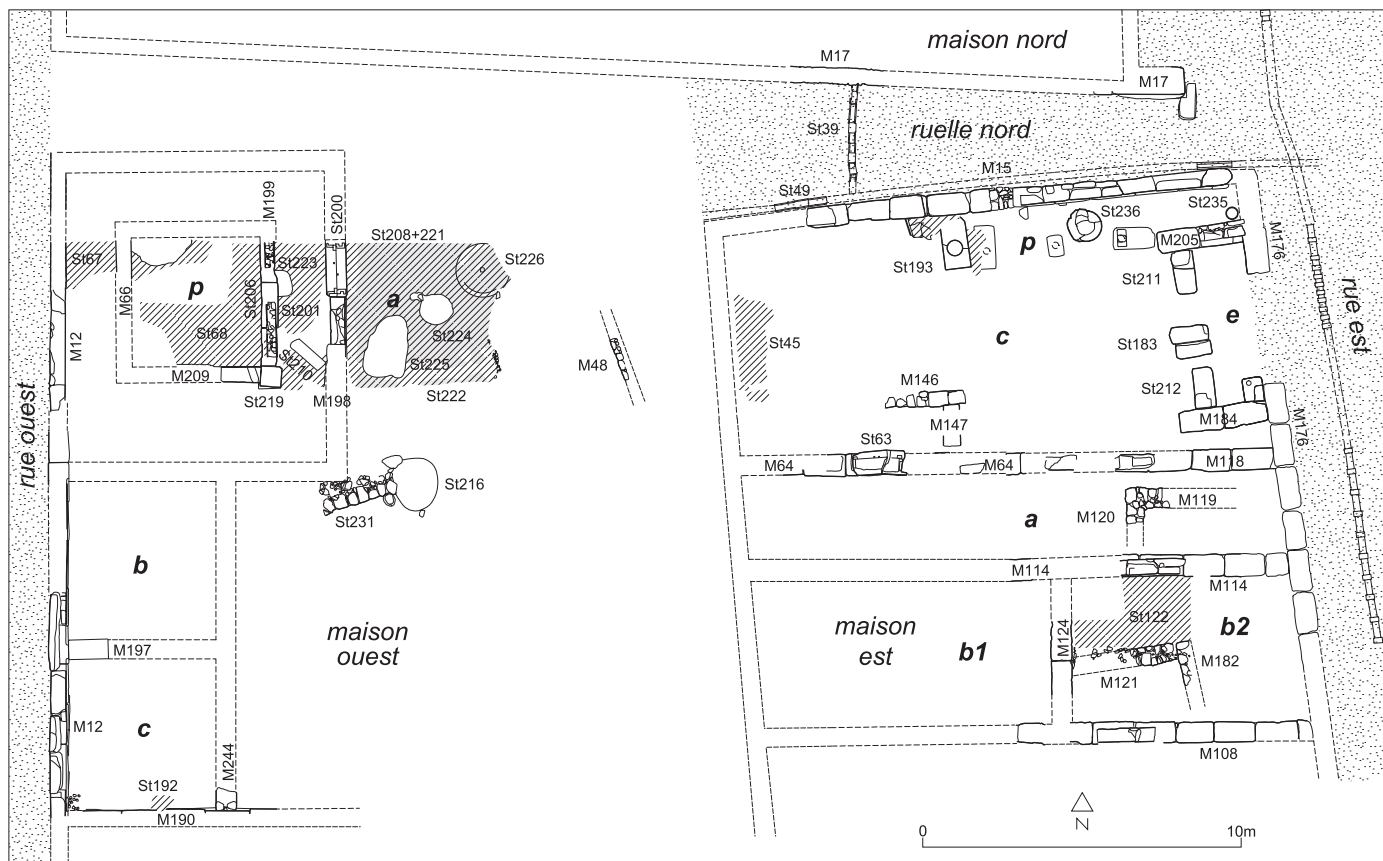 maison nord
M17
M17
St39
ruelle nord
M15
St49
M199
St200
St208+221
St236
St235
St67
St223
St226
St193
p
M205
M176
M66
p
St206
a
St211
St201
St224
e
rue est
St68
St45
c
St183
M12
St210
St225
M48
M209
M146
St212
St219
M198
St222
M147
M184
M176
rue ouest
St63
M64
M64
M118
St216
M119
St231
a
M120
b
M114
M114
St122
maison
ouest
maison
est
b1
M124
b2
M197
M182
M121
M12
c
M108
M244
St192
M190
N
0
10m